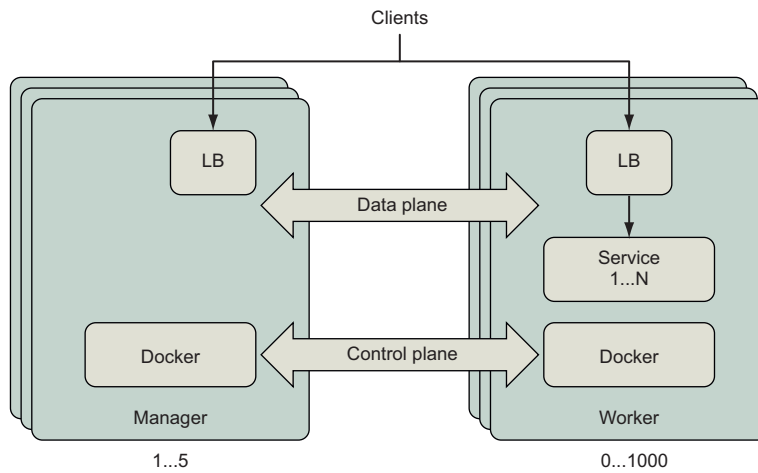 Clients
LB
LB
Data plane
Service
1...N
Docker
Control plane
Docker
Manager
Worker
1...5
0...1000